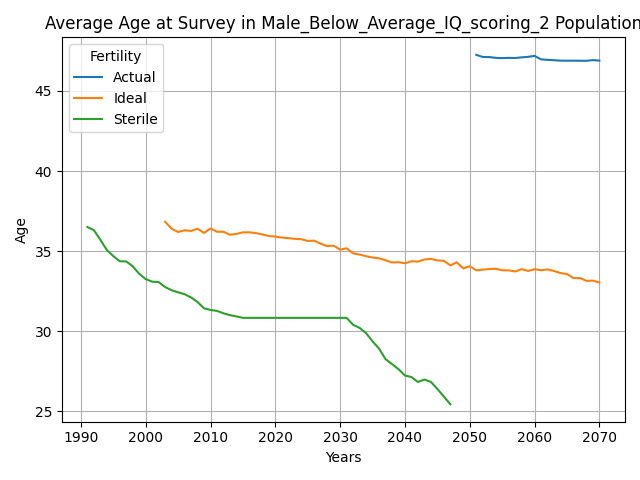 Average Age at Survey in Male_Below_Average_IQ_scoring_2 Population
Fertility
Actual
Ideal
Sterile
Age
45
40
35
30
25
1990 2000 2010 2020 2030 2040 2050 2060 2070
Years